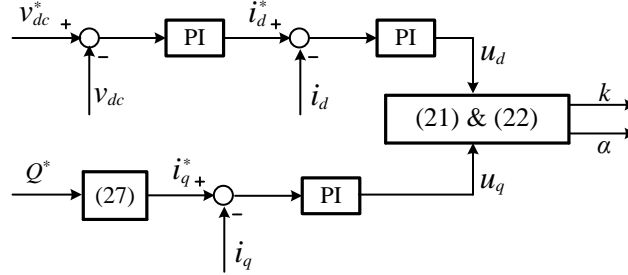 v*dc + - PI i*d + - PI
vdc id ud
(21) & (22) k
α
Q* (27) i*q + - PI uq
iq